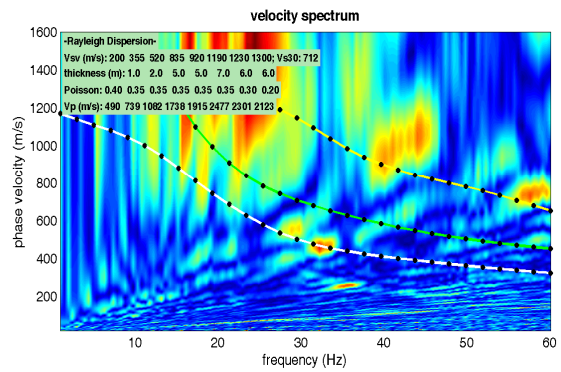 velocity spectrum
-Rayleigh Dispersion-
Vsv (m/s): 200 355 520 835 920 1190 1230 1300; Vs30: 712
thickness (m): 1.0 2.0 5.0 5.0 7.0 6.0 6.0
Poisson: 0.40 0.35 0.35 0.35 0.35 0.35 0.30 0.20
Vp (m/s): 490 739 1082 1738 1915 2477 2301 2123
1600
1400
1200
1000
800
600
400
200
phase velocity (m/s)
10 20 30 40 50 60
frequency (Hz)